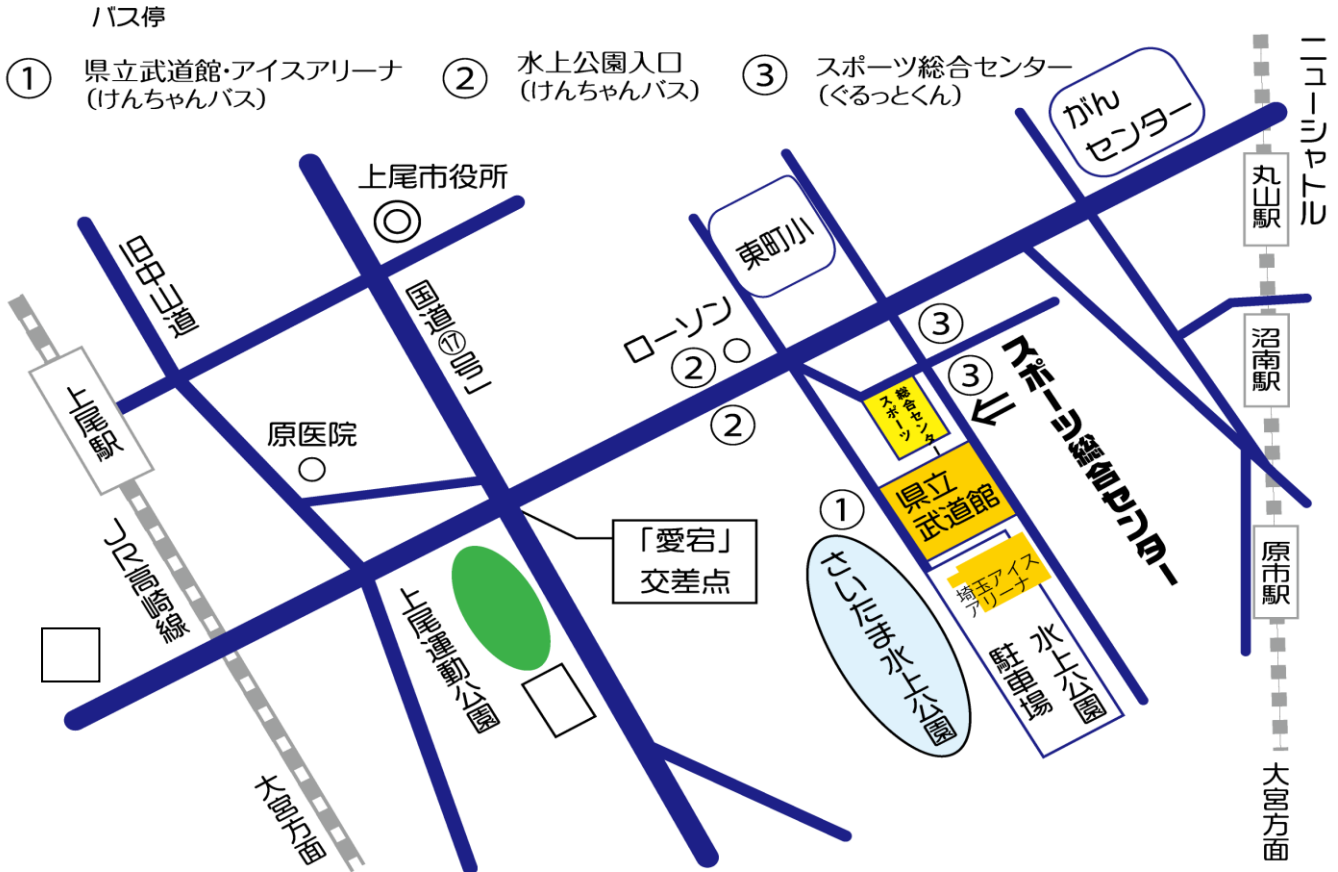 バス停
① 県立武道館・アイスアリーナ
(けんちゃんバス)
② 水上公園入口
(けんちゃんバス)
③ スポーツ総合センター
(ぐるっとくん)
ニューシャトル
がん
センター
丸山駅
上尾市役所
旧中山道
東町小
国道⑰号ー
ローソン
②
②
③
③
スポーツ総合センター
沼南駅
上尾駅
原医院
スポーツ
総合センター
県立
武道館
①
「愛宕」
交差点
さいたま水上公園
埼玉アイス
アリーナ
原市駅
JR高崎線
上尾運動公園
水上公園
駐車場
大宮方面
大宮方面